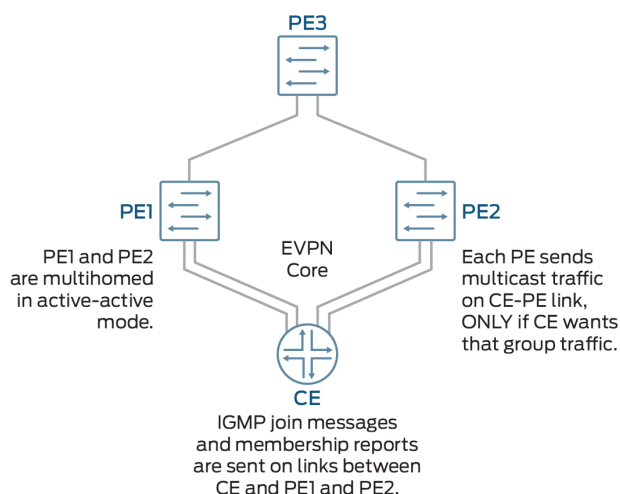 PE3
PE1
PE2
PE1 and PE2
are multihomed
in active-active
mode.
EVPN
Core
Each PE sends
multicast traffic
on CE-PE link,
ONLY if CE wants
that group traffic.
CE
IGMP join messages
and membership reports
are sent on links between
CE and PE1 and PE2.